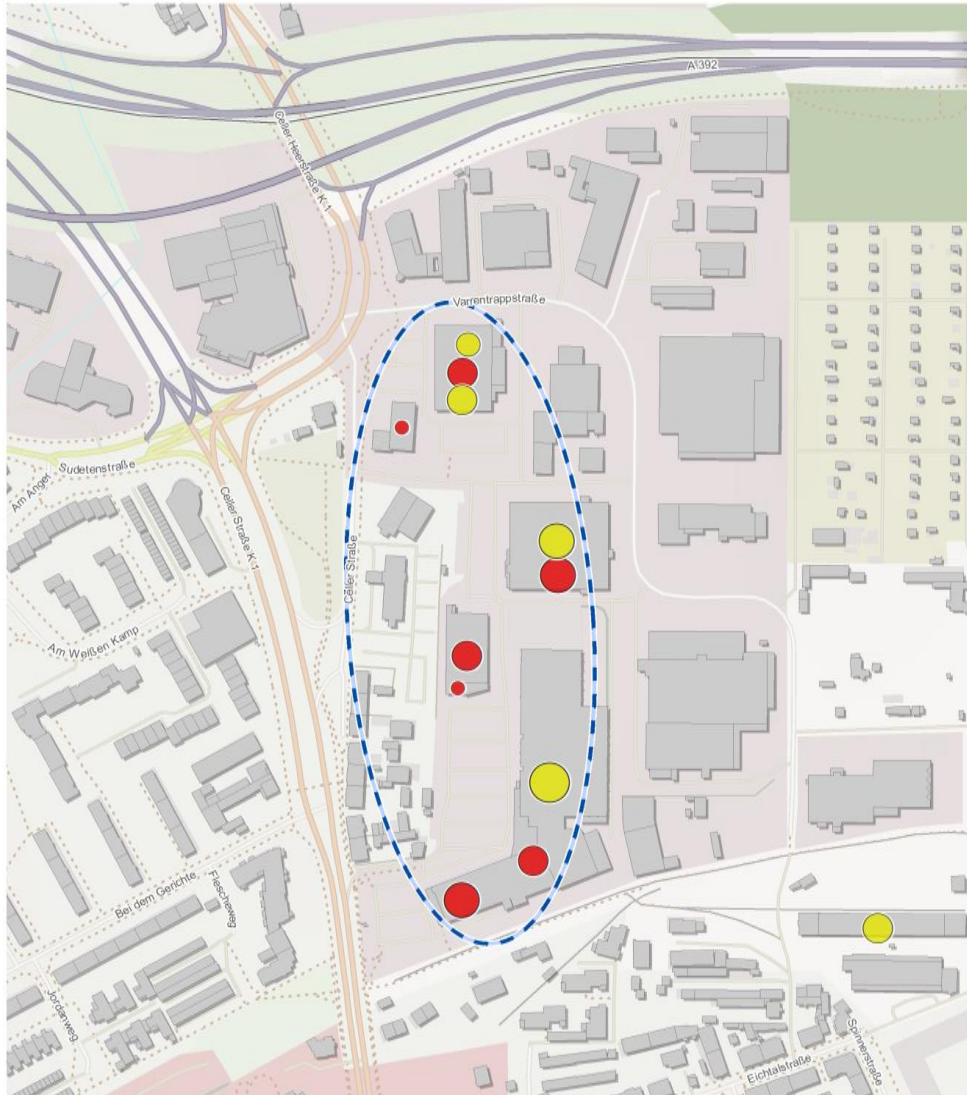 A 392
Celler Heerstraße K 1
Varrentrappstraße
Sudetenstraße
Am Anger
Celler Straße K 1
Celler Straße
Am Weißen Kamp
Bei dem Gerichte
Flescheweg
Jordanweg
Spinnerstraße
Eichtalstraße